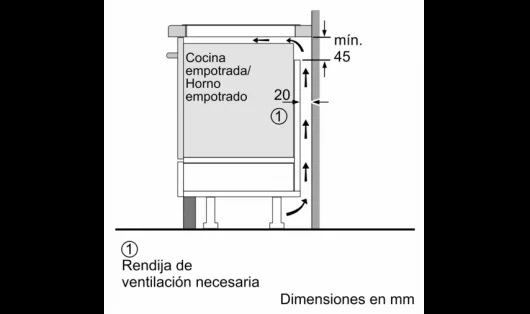 mín.
45
Cocina
empotrada/
Horno
empotrado
20
①
①
Rendija de
ventilación necesaria
Dimensiones en mm